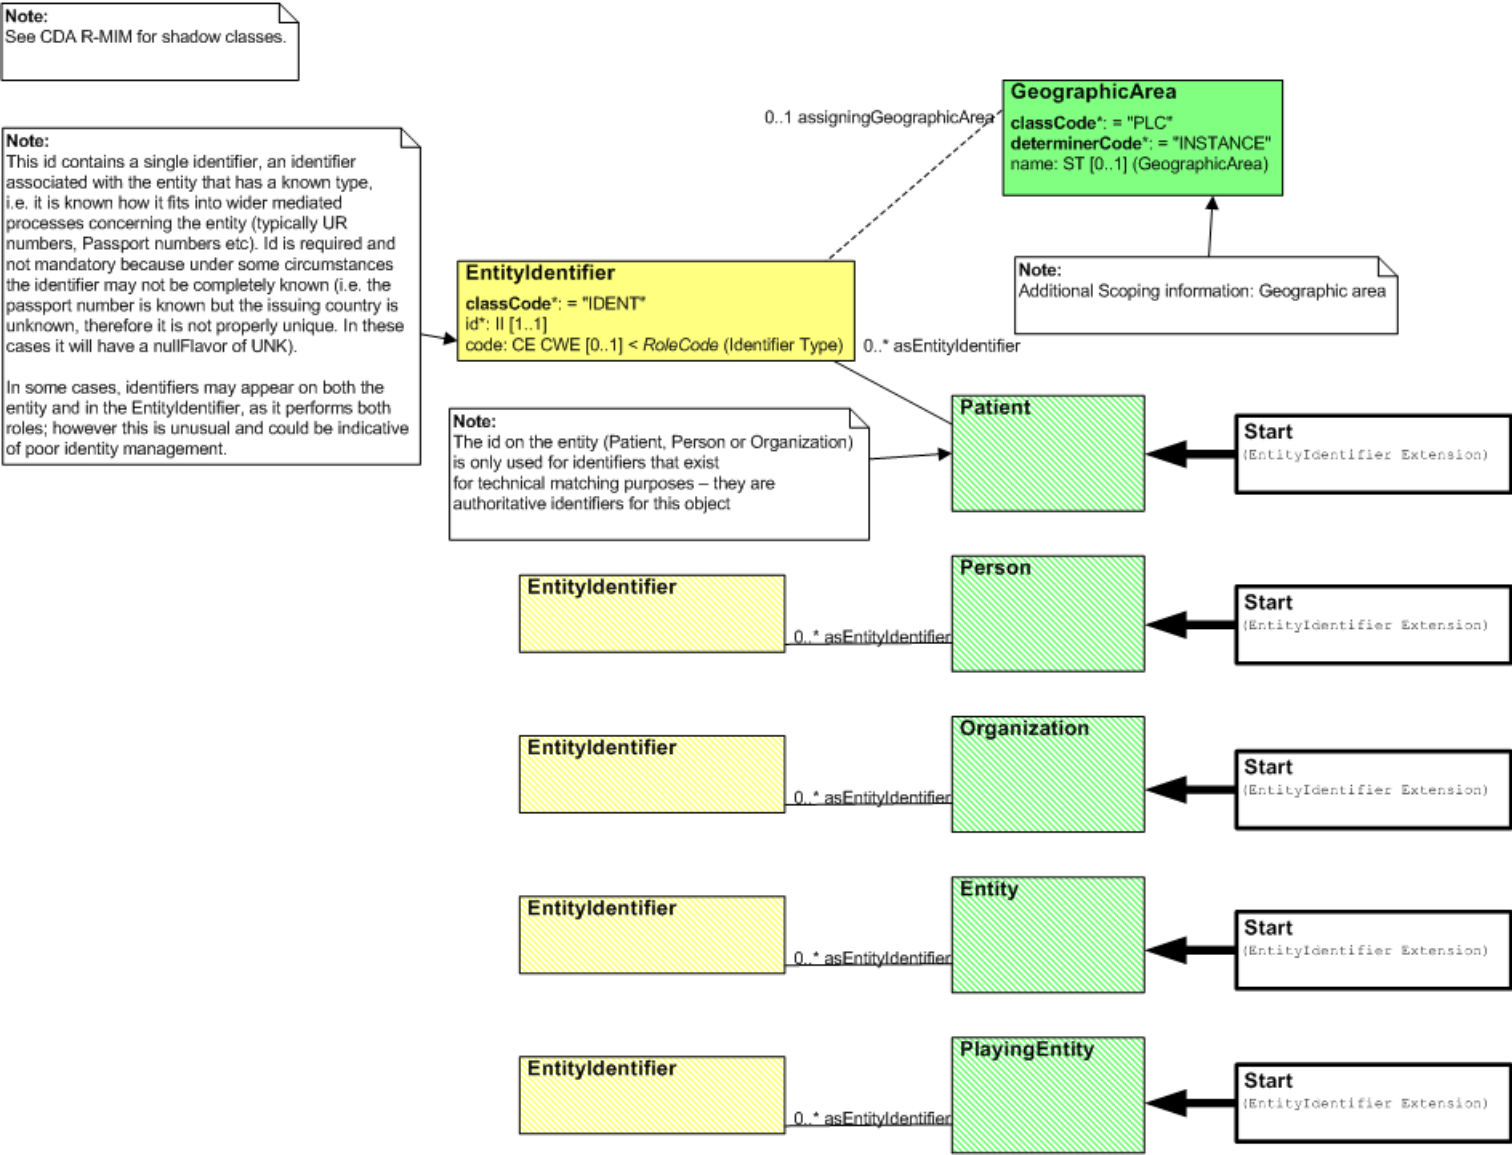 Note:
See CDA R-MIM for shadow classes.
Note:
This id contains a single identifier, an identifier
associated with the entity that has a known type,
i.e. it is known how it fits into wider mediated
processes concerning the entity (typically UR
numbers, Passport numbers etc). Id is required and
not mandatory because under some circumstances
the identifier may not be completely known (i.e. the
passport number is known but the issuing country is
unknown, therefore it is not properly unique. In these
cases it will have a nullFlavor of UNK).
In some cases, identifiers may appear on both the
entity and in the EntityIdentifier, as it performs both
roles; however this is unusual and could be indicative
of poor identity management.
0..1 assigningGeographicArea
GeographicArea
classCode*: = "PLC"
determinerCode*: = "INSTANCE"
name: ST [0..1] (GeographicArea)
Note:
Additional Scoping information: Geographic area
EntityIdentifier
classCode*: = "IDENT"
id*: II [1..1]
code: CE CWE [0..1] < RoleCode (Identifier Type)
0..* asEntityIdentifier
Note:
The id on the entity (Patient, Person or Organization)
is only used for identifiers that exist
for technical matching purposes – they are
authoritative identifiers for this object
Patient
Start
(EntityIdentifier Extension)
EntityIdentifier
0..* asEntityIdentifier
Person
Start
(EntityIdentifier Extension)
EntityIdentifier
0..* asEntityIdentifier
Organization
Start
(EntityIdentifier Extension)
EntityIdentifier
0..* asEntityIdentifier
Entity
Start
(EntityIdentifier Extension)
EntityIdentifier
0..* asEntityIdentifier
PlayingEntity
Start
(EntityIdentifier Extension)